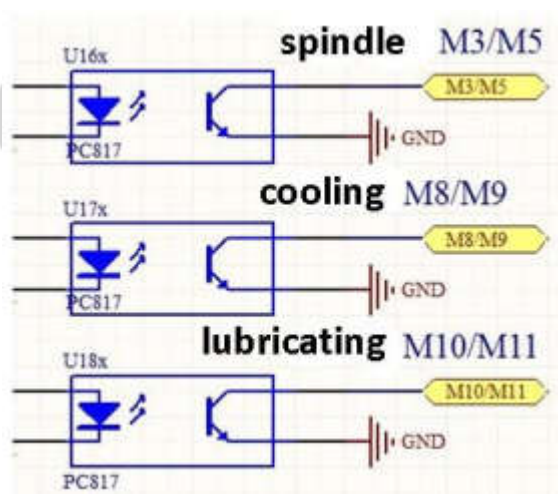 spindle M3/M5
U16x
M3/M5
GND
PC817
cooling M8/M9
U17x
M8/M9
GND
PC817
lubricating M10/M11
U18x
M10/M11
GND
PC817